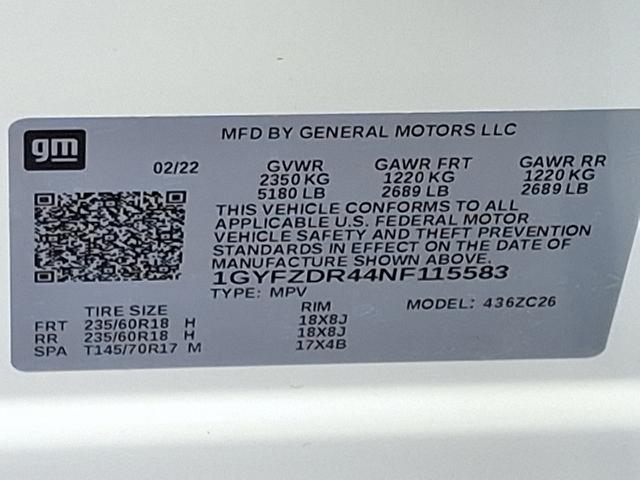 gm
MFD BY GENERAL MOTORS LLC
02/22 GVWR GAWR FRT GAWR RR
2350 KG 1220 KG 1220 KG
5180 LB 2689 LB 2689 LB
THIS VEHICLE CONFORMS TO ALL
APPLICABLE U.S. FEDERAL MOTOR
VEHICLE SAFETY AND THEFT PREVENTION
STANDARDS IN EFFECT ON THE DATE OF
MANUFACTURE SHOWN ABOVE.
1GYFZDR44NF115583
TYPE: MPV MODEL: 436ZC26
TIRE SIZE RIM
FRT 235/60R18 H 18X8J
RR 235/60R18 H 18X8J
SPA T145/70R17 M 17X4B